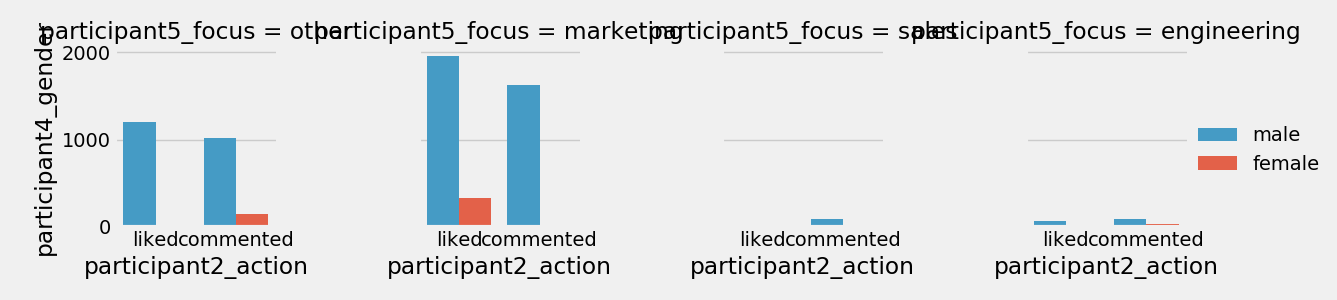 participant5_focus = other
participant5_focus = marketing
participant5_focus = sales
participant5_focus = engineering
participant4_gender
2000
1000
0
liked commented
liked commented
liked commented
liked commented
participant2_action
participant2_action
participant2_action
participant2_action
male
female